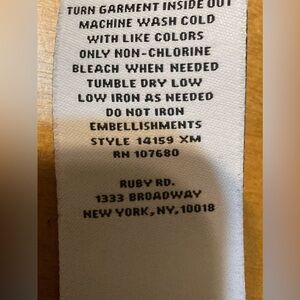 TURN GARMENT INSIDE OUT
MACHINE WASH COLD
WITH LIKE COLORS
ONLY NON-CHLORINE
BLEACH WHEN NEEDED
TUMBLE DRY LOW
LOW IRON AS NEEDED
DO NOT IRON
EMBELLISHMENTS
STYLE 14159 XM
RN 107680
RUBY RD.
1333 BROADWAY
NEW YORK, NY, 10018